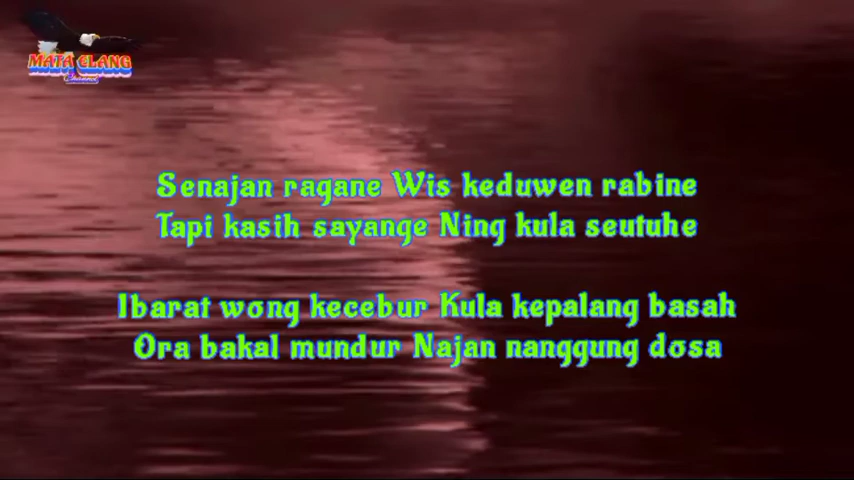 MATA ELANG
Channel
Senajan ragane Wis keduwen rabine
Tapi kasih sayange Ning kula seutuhe
Ibarat wong kecebur Kula kepalang basah
Ora bakal mundur Najan nanggung dosa